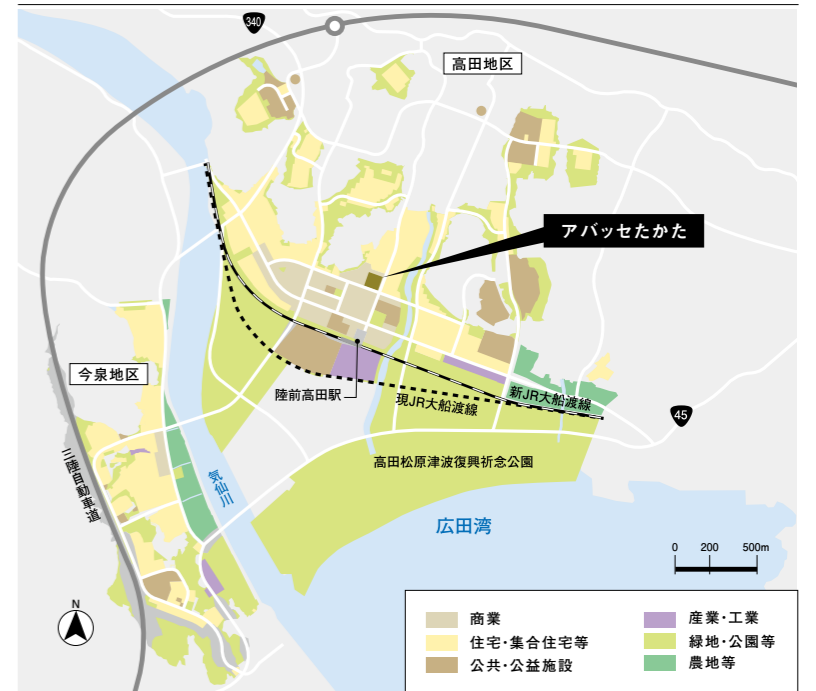 340
高田地区
アバッセたかた
今泉地区
陸前高田駅
現JR大船渡線
新JR大船渡線
45
三陸自動車道
気仙川
高田松原津波復興祈念公園
広田湾
0 200 500m
N
商業
住宅・集合住宅等
公共・公益施設
産業・工業
緑地・公園等
農地等